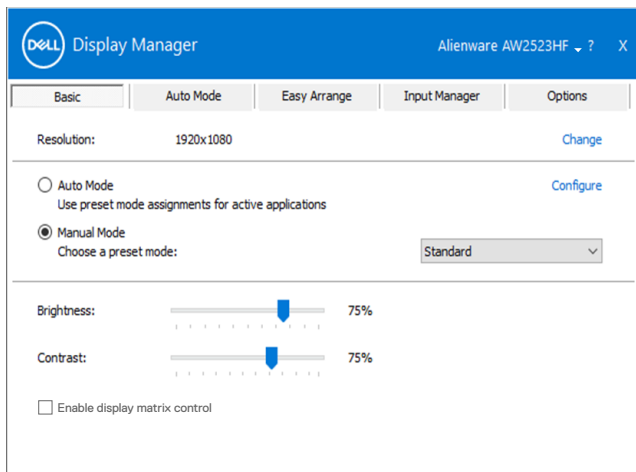 DELL Display Manager Alienware AW2523HF ? X
Basic Auto Mode Easy Arrange Input Manager Options
Resolution: 1920x1080 Change
Auto Mode Configure
Use preset mode assignments for active applications
Manual Mode
Choose a preset mode: Standard
Brightness: 75%
Contrast: 75%
Enable display matrix control